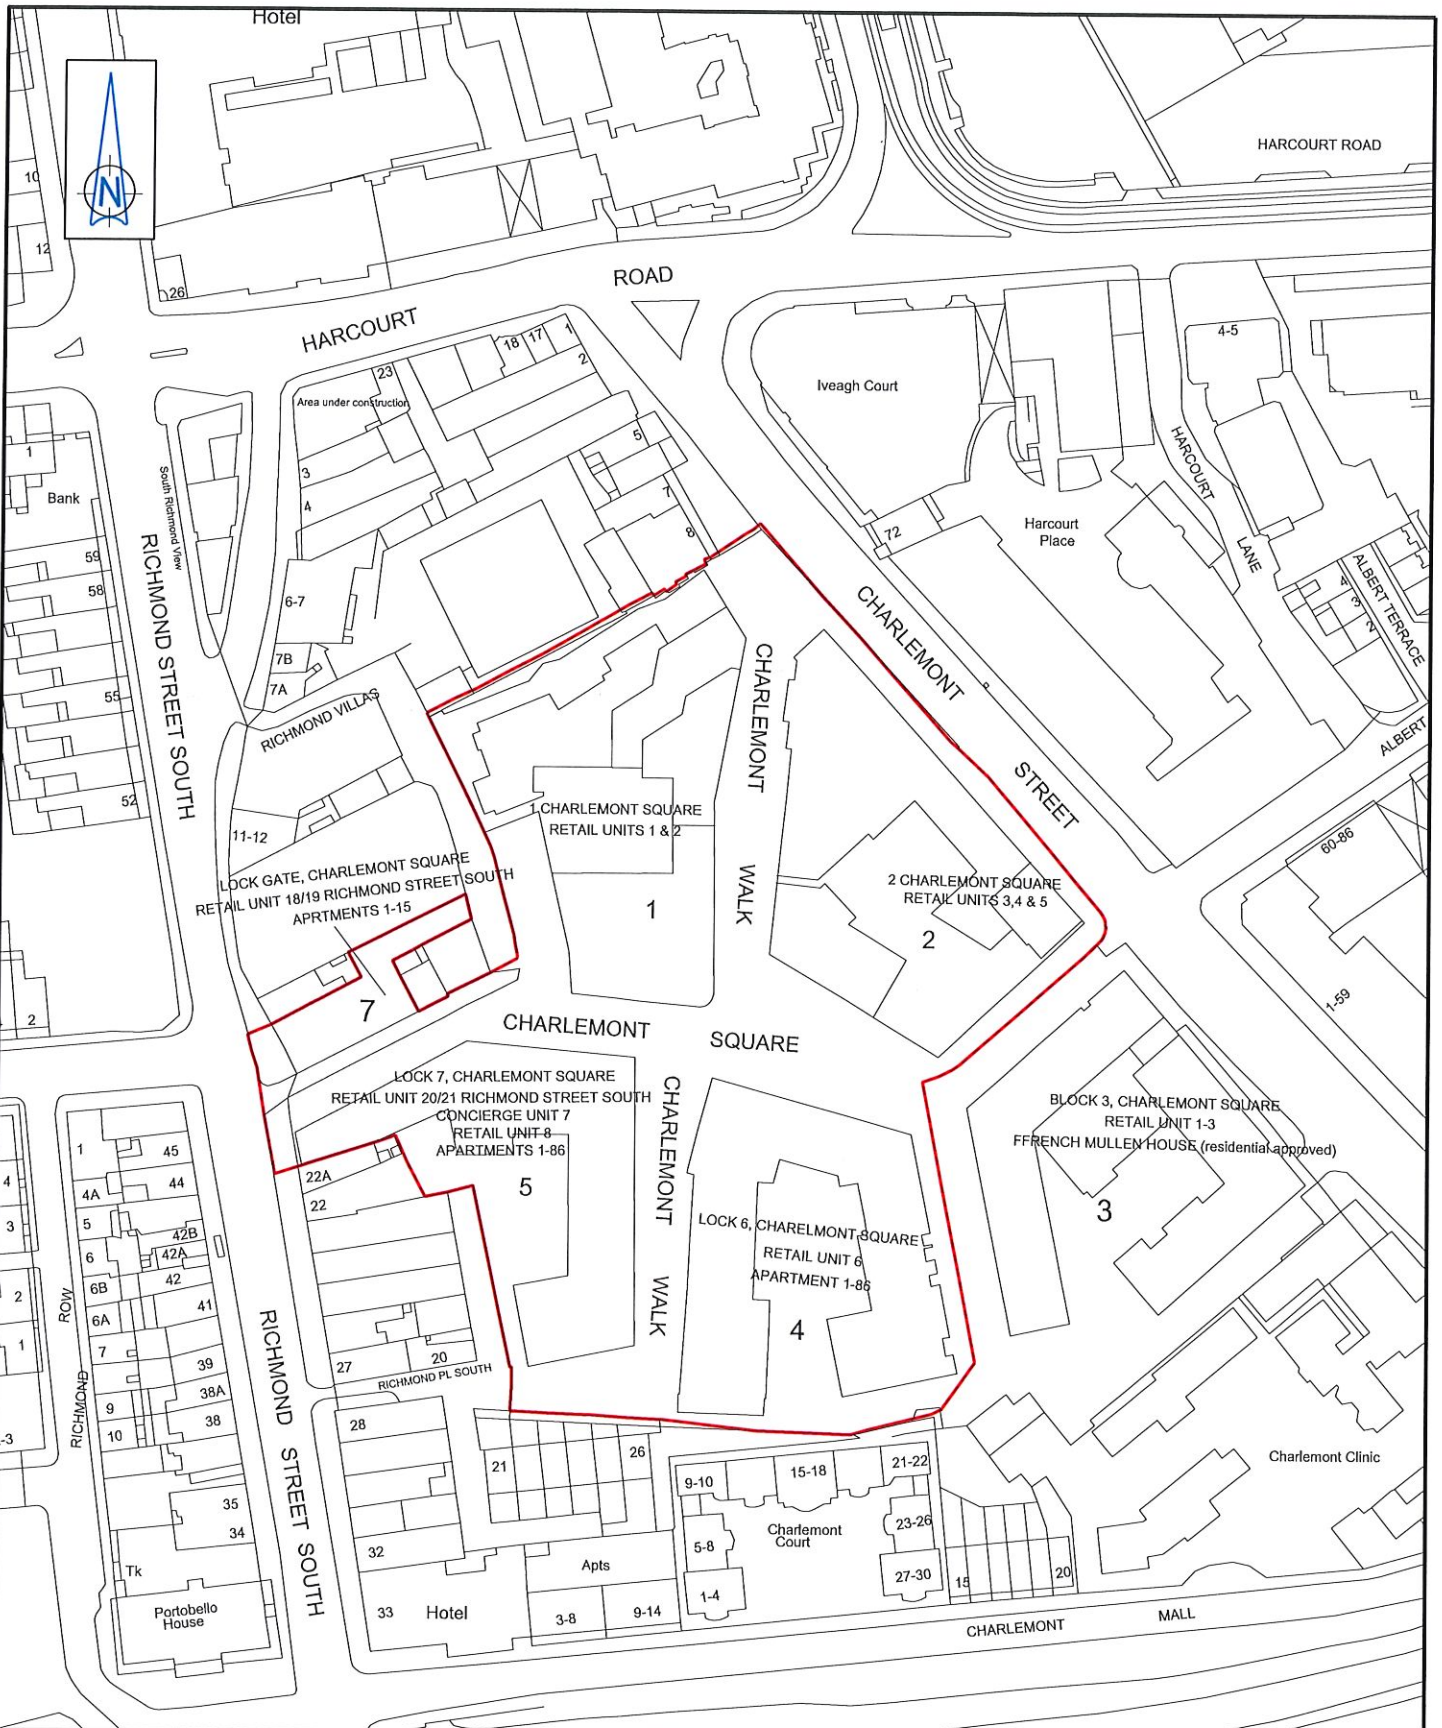 Hotel
N
10
12
26
HARCOURT ROAD
ROAD
HARCOURT
18
17
1
2
23
Area under construction
3
4
5
7
8
6-7
7B
7A
1
Bank
South Richmond View
RICHMOND STREET SOUTH
59
58
55
52
2
RICHMOND VILLAS
11-12
Iveagh Court
72
Harcourt
Place
4-5
HARCOURT
LANE
4
3
2
ALBERT TERRACE
ALBERT
CHARLEMONT
STREET
60-86
1-59
CHARLEMONT
WALK
1 CHARLEMONT SQUARE
RETAIL UNITS 1 & 2
1
2 CHARLEMONT SQUARE
RETAIL UNITS 3,4 & 5
2
LOCK GATE, CHARLEMONT SQUARE
RETAIL UNIT 18/19 RICHMOND STREET SOUTH
APRTMENTS 1-15
7
CHARLEMONT
SQUARE
LOCK 7, CHARLEMONT SQUARE
RETAIL UNIT 20/21 RICHMOND STREET SOUTH
CONCIERGE UNIT 7
RETAIL UNIT 8
APARTMENTS 1-86
5
CHARLEMONT
WALK
LOCK 6, CHARELMONT SQUARE
RETAIL UNIT 6
APARTMENT 1-86
4
BLOCK 3, CHARLEMONT SQUARE
RETAIL UNIT 1-3
FFRENCH MULLEN HOUSE (residential approved)
3
22A
22
27
20
RICHMOND PL SOUTH
28
32
33
Hotel
21
26
Apts
3-8
9-14
9-10
15-18
21-22
5-8
23-26
Charlemont
Court
1-4
27-30
15
20
Charlemont Clinic
CHARLEMONT
MALL
4
3
2
1
-3
ROW
RICHMOND
1
4A
5
6
6B
6A
7
9
10
45
44
42B
42A
42
41
39
38A
38
35
34
Tk
Portobello
House
RICHMOND STREET SOUTH